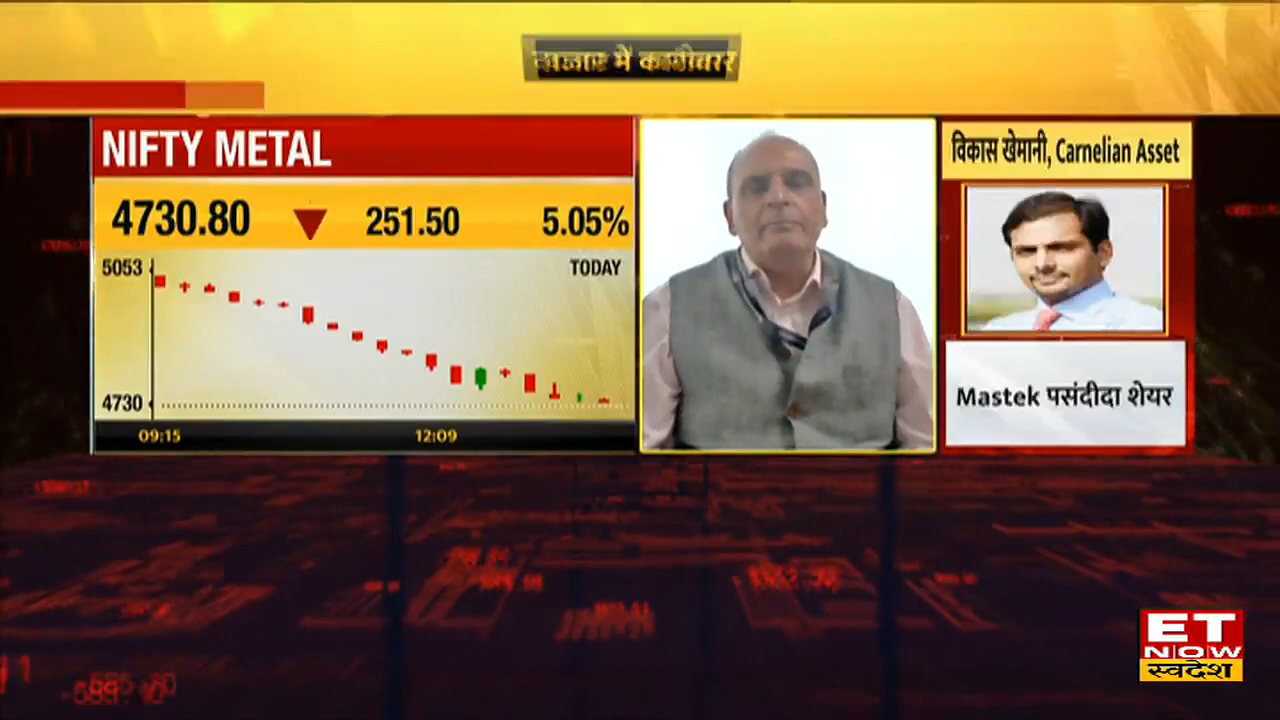 NIFTY METAL
4730.80 ▼ 251.50 5.05%
5053 TODAY
4730
09:15 12:09
विकास खेमानी, Carnelian Asset
Mastek पसंदीदा शेयर
ET
NOW
स्वदेश